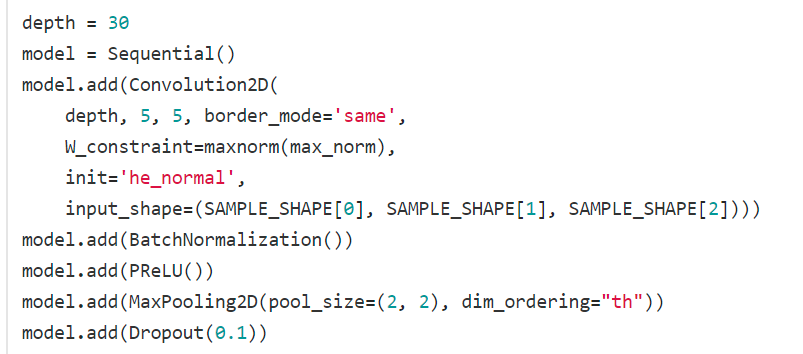 depth = 30
model = Sequential()
model.add(Convolution2D(
    depth, 5, 5, border_mode='same',
    W_constraint=maxnorm(max_norm),
    init='he_normal',
    input_shape=(SAMPLE_SHAPE[0], SAMPLE_SHAPE[1], SAMPLE_SHAPE[2])))
model.add(BatchNormalization())
model.add(PReLU())
model.add(MaxPooling2D(pool_size=(2, 2), dim_ordering="th"))
model.add(Dropout(0.1))